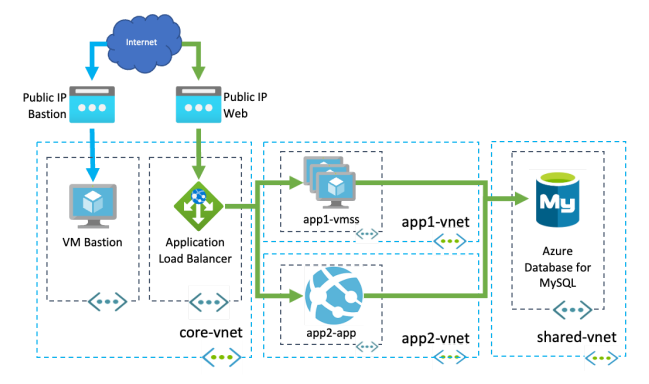 Internet
Public IP
Bastion
Public IP
Web
VM Bastion
Application
Load Balancer
core-vnet
app1-vmss
app1-vnet
app2-app
app2-vnet
My
Azure
Database for
MySQL
shared-vnet